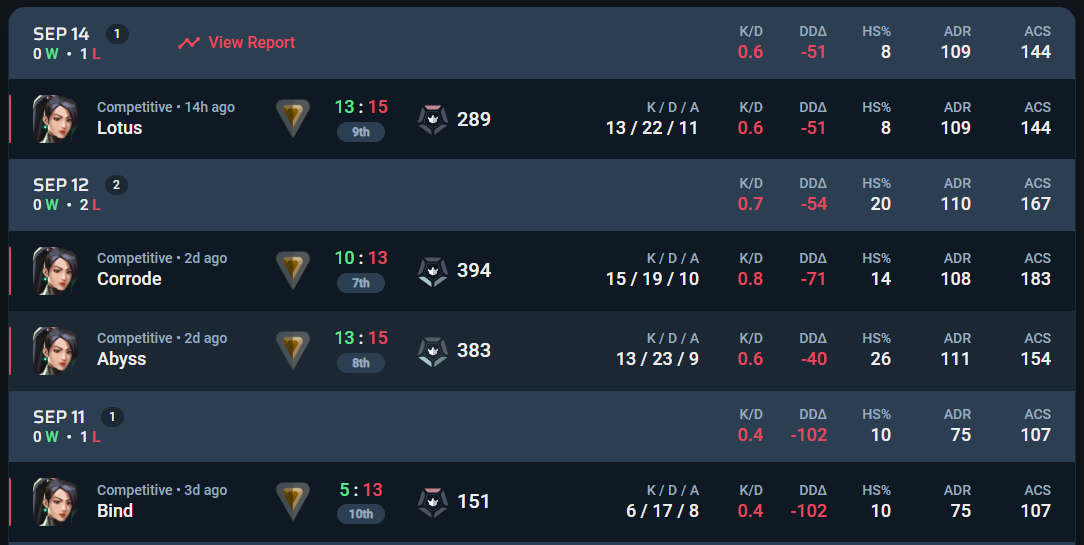 SEP 14 1 View Report K/D DDΔ HS% ADR ACS
0 W • 1 L 0.6 -51 8 109 144
Competitive • 14h ago 13 : 15 289 K / D / A K/D DDΔ HS% ADR ACS
Lotus 9th 13 / 22 / 11 0.6 -51 8 109 144
SEP 12 2 K/D DDΔ HS% ADR ACS
0 W • 2 L 0.7 -54 20 110 167
Competitive • 2d ago 10 : 13 394 K / D / A K/D DDΔ HS% ADR ACS
Corrode 7th 15 / 19 / 10 0.8 -71 14 108 183
Competitive • 2d ago 13 : 15 383 K / D / A K/D DDΔ HS% ADR ACS
Abyss 8th 13 / 23 / 9 0.6 -40 26 111 154
SEP 11 1 K/D DDΔ HS% ADR ACS
0 W • 1 L 0.4 -102 10 75 107
Competitive • 3d ago 5 : 13 151 K / D / A K/D DDΔ HS% ADR ACS
Bind 10th 6 / 17 / 8 0.4 -102 10 75 107